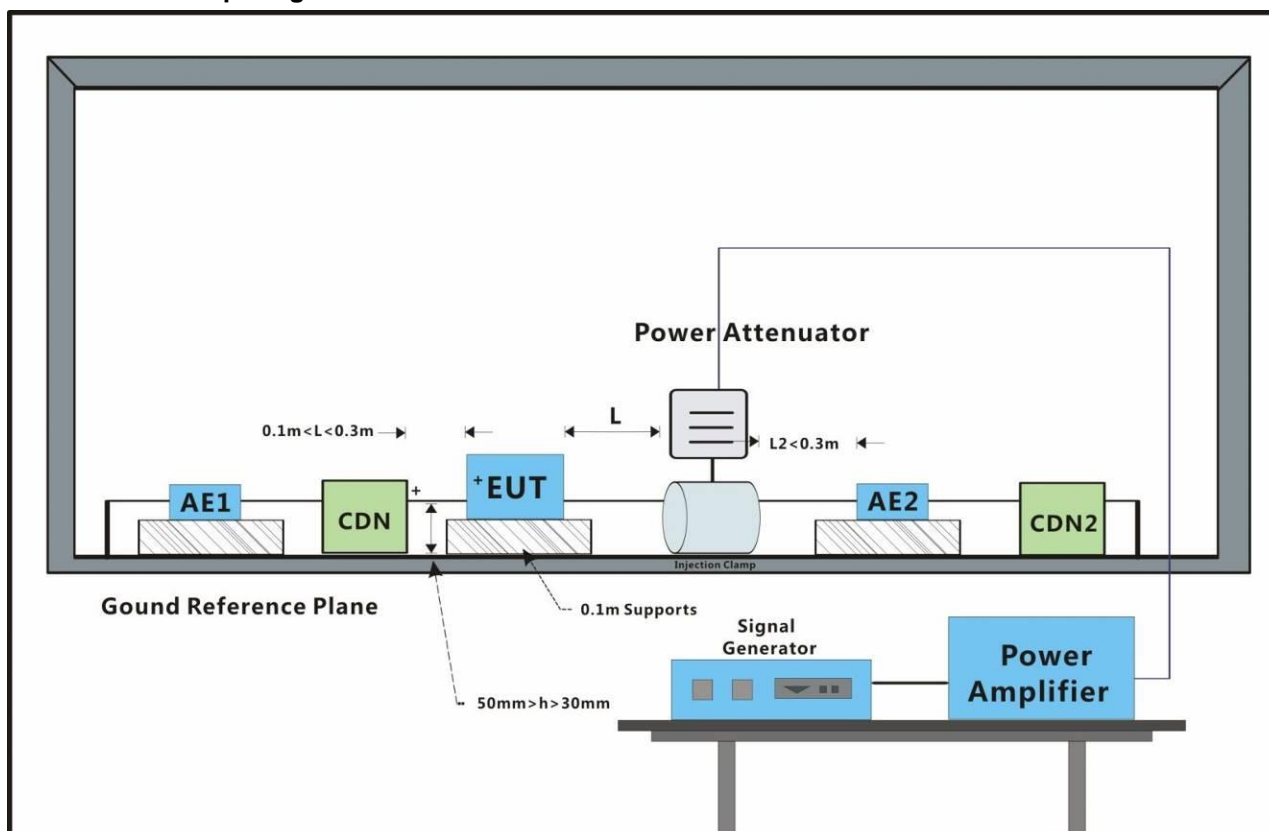 Power Attenuator
0.1m<L<0.3m
L
L2<0.3m
AE1
CDN
+
+EUT
AE2
CDN2
Injection Clamp
Gound Reference Plane
0.1m Supports
50mm>h>30mm
Signal
Generator
Power
Amplifier